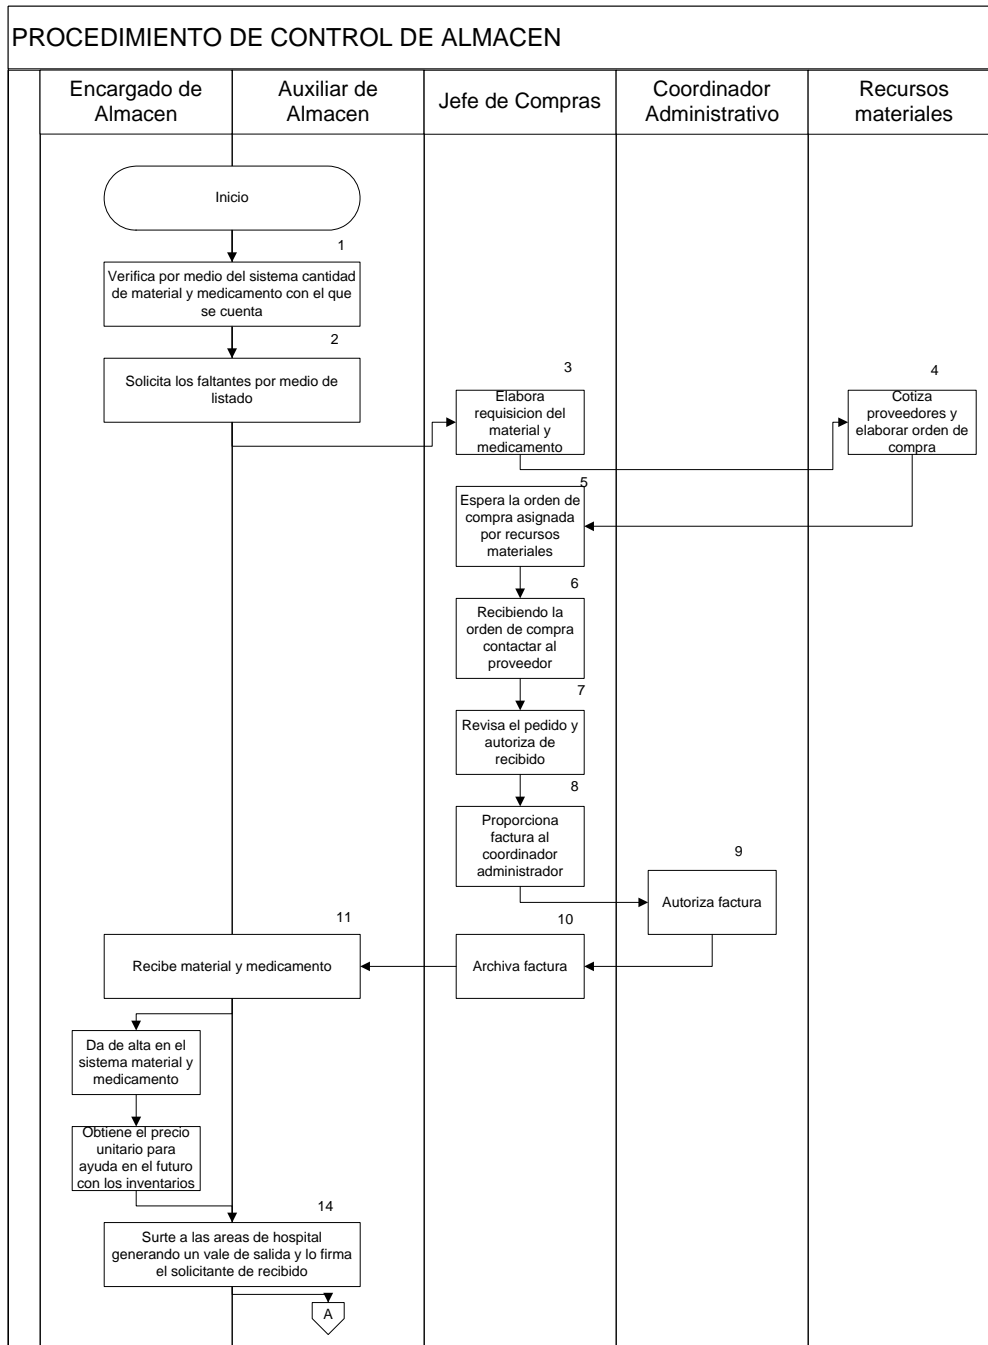 PROCEDIMIENTO DE CONTROL DE ALMACEN
Encargado de
Almacen
Auxiliar de
Almacen
Jefe de Compras
Coordinador
Administrativo
Recursos
materiales
Inicio
1
Verifica por medio del sistema cantidad
de material y medicamento con el que
se cuenta
2
Solicita los faltantes por medio de
listado
3
Elabora
requisicion del
material y
medicamento
4
Cotiza
proveedores y
elaborar orden de
compra
5
Espera la orden de
compra asignada
por recursos
materiales
6
Recibiendo la
orden de compra
contactar al
proveedor
7
Revisa el pedido y
autoriza de
recibido
8
Proporciona
factura al
coordinador
administrador
9
Autoriza factura
10
Archiva factura
11
Recibe material y medicamento
Da de alta en el
sistema material y
medicamento
Obtiene el precio
unitario para
ayuda en el futuro
con los inventarios
14
Surte a las areas de hospital
generando un vale de salida y lo firma
el solicitante de recibido
A